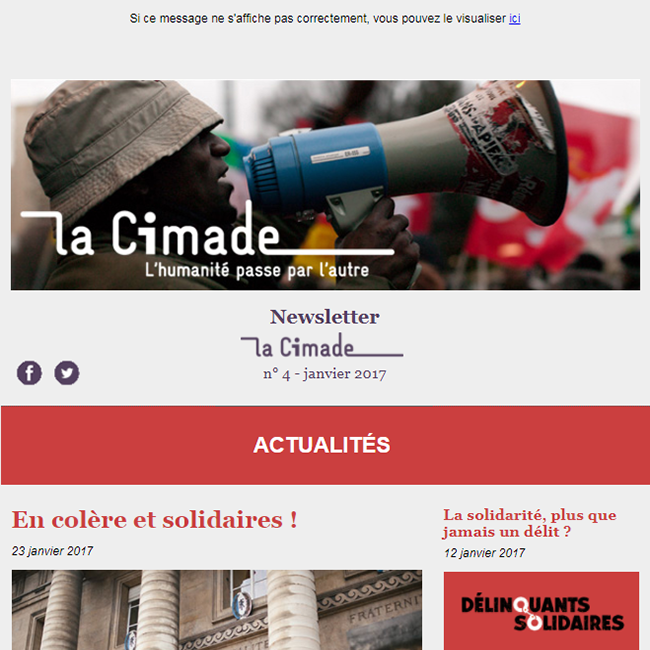 Si ce message ne s'affiche pas correctement, vous pouvez le visualiser ici
la Cimade
L'humanité passe par l'autre
Newsletter
la Cimade
n° 4 - janvier 2017
ACTUALITÉS
En colère et solidaires !
23 janvier 2017
FRATERNI
La solidarité, plus que
jamais un délit ?
12 janvier 2017
DÉLINQUANTS
SOLIDAIRES